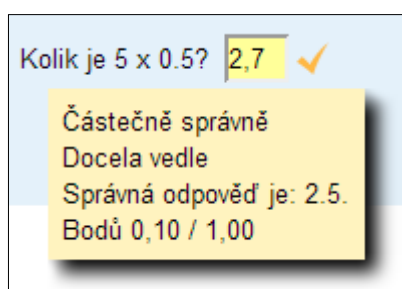 Kolik je 5 x 0.5? 2,7
Částečně správně
Docela vedle
Správná odpověď je: 2.5.
Bodů 0,10 / 1,00